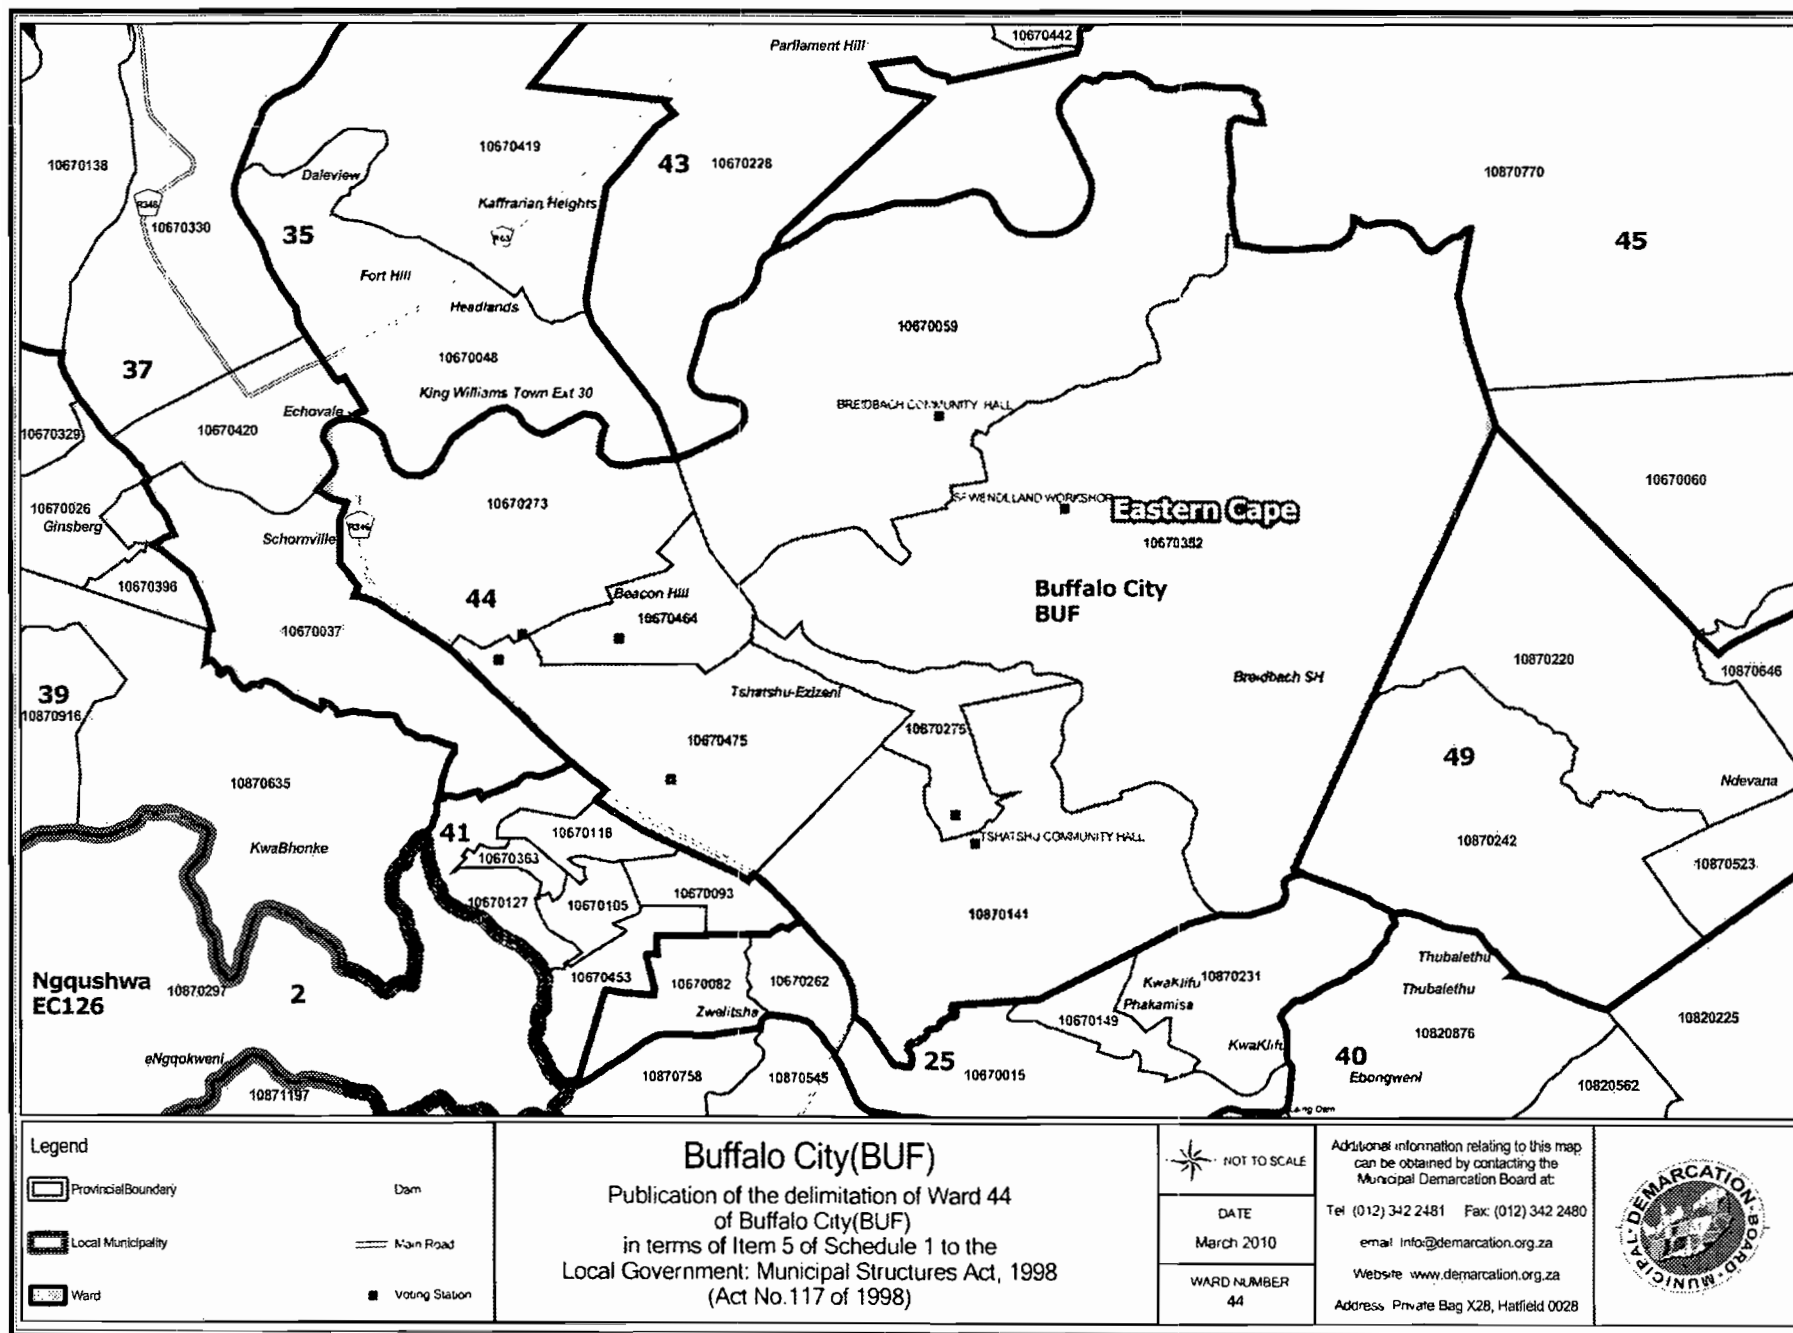 10670442
Parliament Hill
10670138
10670419
43
10670228
10870770
Daleview
Kaffrarian Heights
R346
10670330
35
R63
45
Fort Hill
Headlands
10670059
37
10670048
King Williams Town Ext 30
Echovale
BREIDBACH COMMUNITY HALL
10670329
10670420
10670060
10670026
Ginsberg
10670273
WENDLLAND WORKSHOP
Eastern Cape
R346
Schornville
10670352
10670396
44
Beacon Hill
Buffalo City
BUF
10670464
10670037
10870220
10870646
Breidbach SH
39
10870916
Tshatshu-Ezizeni
10670475
10870275
49
10870635
Ndevana
41
10670118
TSHATSHU COMMUNITY HALL
10870242
KwaBhonke
10670363
10870523
10670127
10670105
10670093
10870141
Ngqushwa
EC126
10870297
2
10670453
10670082
10670262
KwaKlifu
10870231
Thubalethu
Thubalethu
Zwelitsha
Phakamisa
10670149
10820225
eNgqokweni
KwaKlifu
10820876
25
40
Ebongweni
10871197
10870758
10870545
10670015
10820562
Laing Dam
Legend
Provincial Boundary
Dam
Local Municipality
Main Road
Ward
Voting Station
Buffalo City(BUF)
Publication of the delimitation of Ward 44
of Buffalo City(BUF)
in terms of Item 5 of Schedule 1 to the
Local Government: Municipal Structures Act, 1998
(Act No.117 of 1998)
NOT TO SCALE
DATE
March 2010
WARD NUMBER
44
Additional information relating to this map
can be obtained by contacting the
Municipal Demarcation Board at:
Tel (012) 342 2481 Fax: (012) 342 2480
email info@demarcation.org.za
Website www.demarcation.org.za
Address Private Bag X28, Hatfield 0028
MUNICIPAL DEMARCATION BOARD